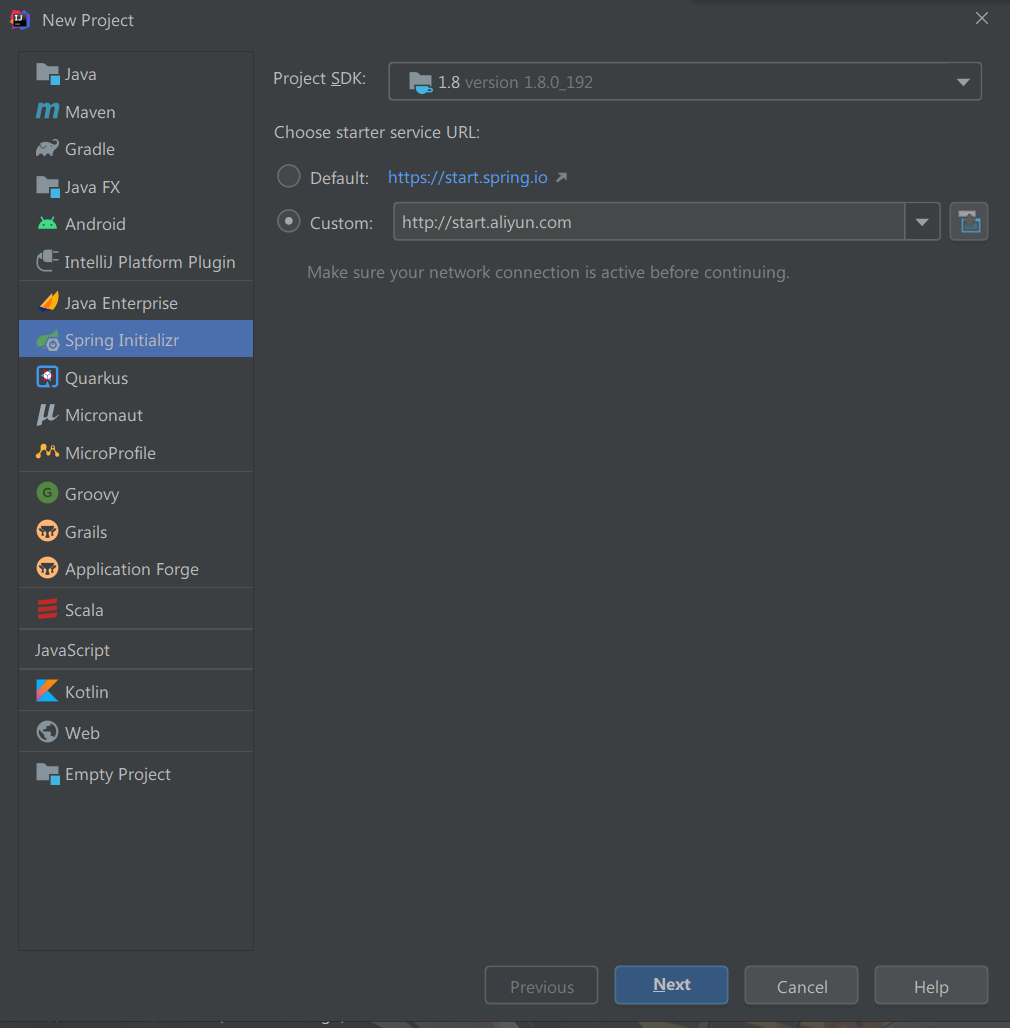 New Project
Java
Maven
Gradle
Java FX
Android
IntelliJ Platform Plugin
Java Enterprise
Spring Initializr
Quarkus
Micronaut
MicroProfile
Groovy
Grails
Application Forge
Scala
JavaScript
Kotlin
Web
Empty Project
Project SDK: 1.8 version 1.8.0_192
Choose starter service URL:
Default: https://start.spring.io
Custom: http://start.aliyun.com
Make sure your network connection is active before continuing.
Previous Next Cancel Help